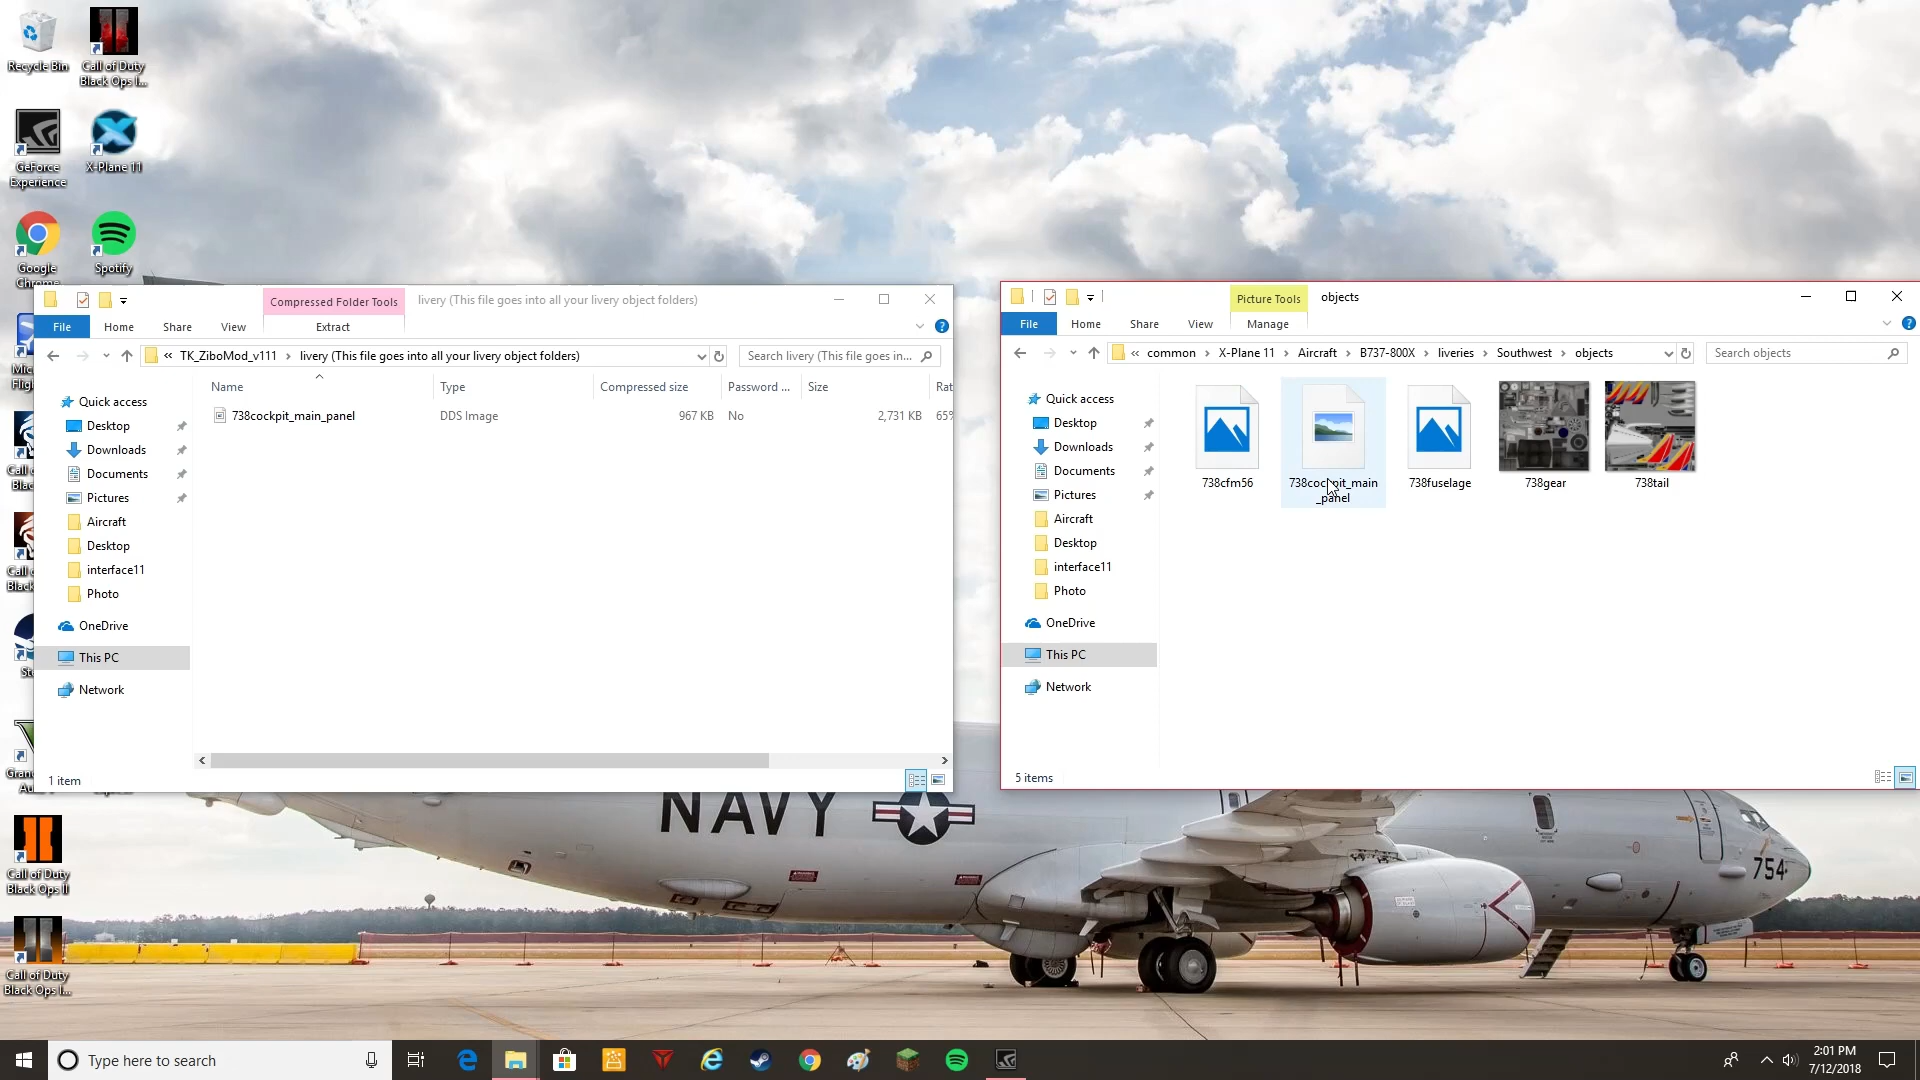 Recycle Bin
Call of Duty
Black Ops I...
GeForce
Experience
X-Plane 11
Google
Chrome
Spotify
Compressed Folder Tools
livery (This file goes into all your livery object folders)
File
Home
Share
View
Extract
« TK_ZiboMod_v111 > livery (This file goes into all your livery object folders)
Search livery (This file goes in...
Name
Type
Compressed size
Password ...
Size
Rat
738cockpit_main_panel
DDS Image
967 KB
No
2,731 KB
65%
Quick access
Desktop
Downloads
Documents
Pictures
Aircraft
Desktop
interface11
Photo
OneDrive
This PC
Network
1 item
Picture Tools
objects
File
Home
Share
View
Manage
« common > X-Plane 11 > Aircraft > B737-800X > liveries > Southwest > objects
Search objects
Quick access
Desktop
Downloads
Documents
Pictures
Aircraft
Desktop
interface11
Photo
OneDrive
This PC
Network
738cfm56
738cockpit_main
_panel
738fuselage
738gear
738tail
5 items
NAVY
754
Call of Duty
Black Ops II
Call of Duty
Black Ops I...
Type here to search
2:01 PM
7/12/2018